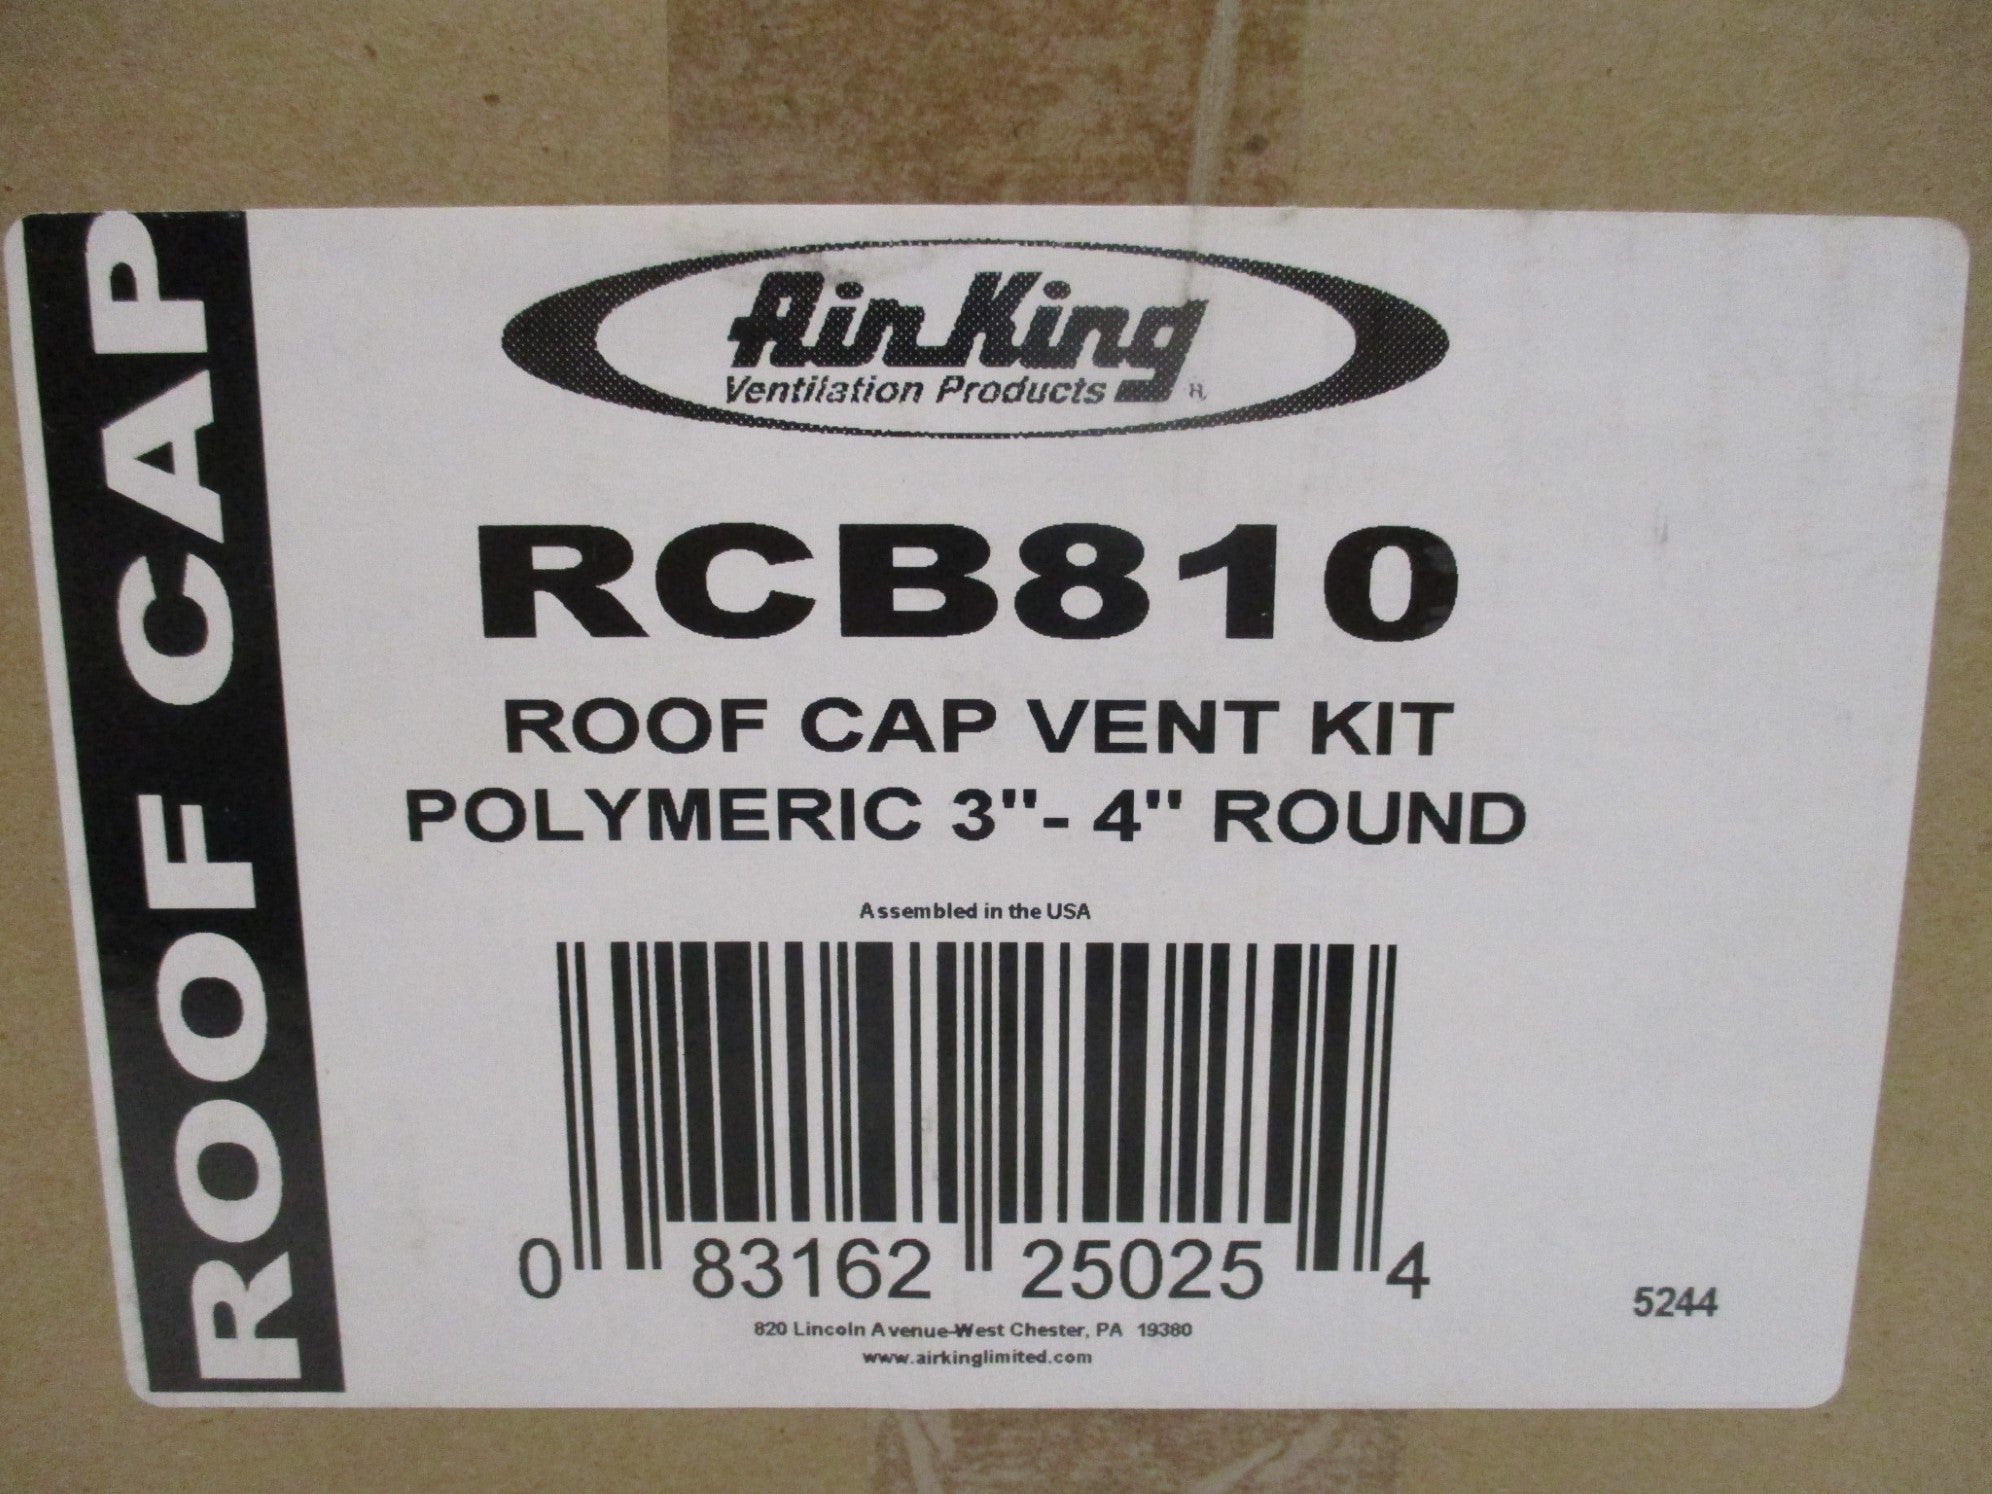 ROOF CAP
Air King
Ventilation Products ®
RCB810
ROOF CAP VENT KIT
POLYMERIC 3"- 4" ROUND
Assembled in the USA
0 83162 25025 4
5244
820 Lincoln Avenue-West Chester, PA 19380
www.airkinglimited.com